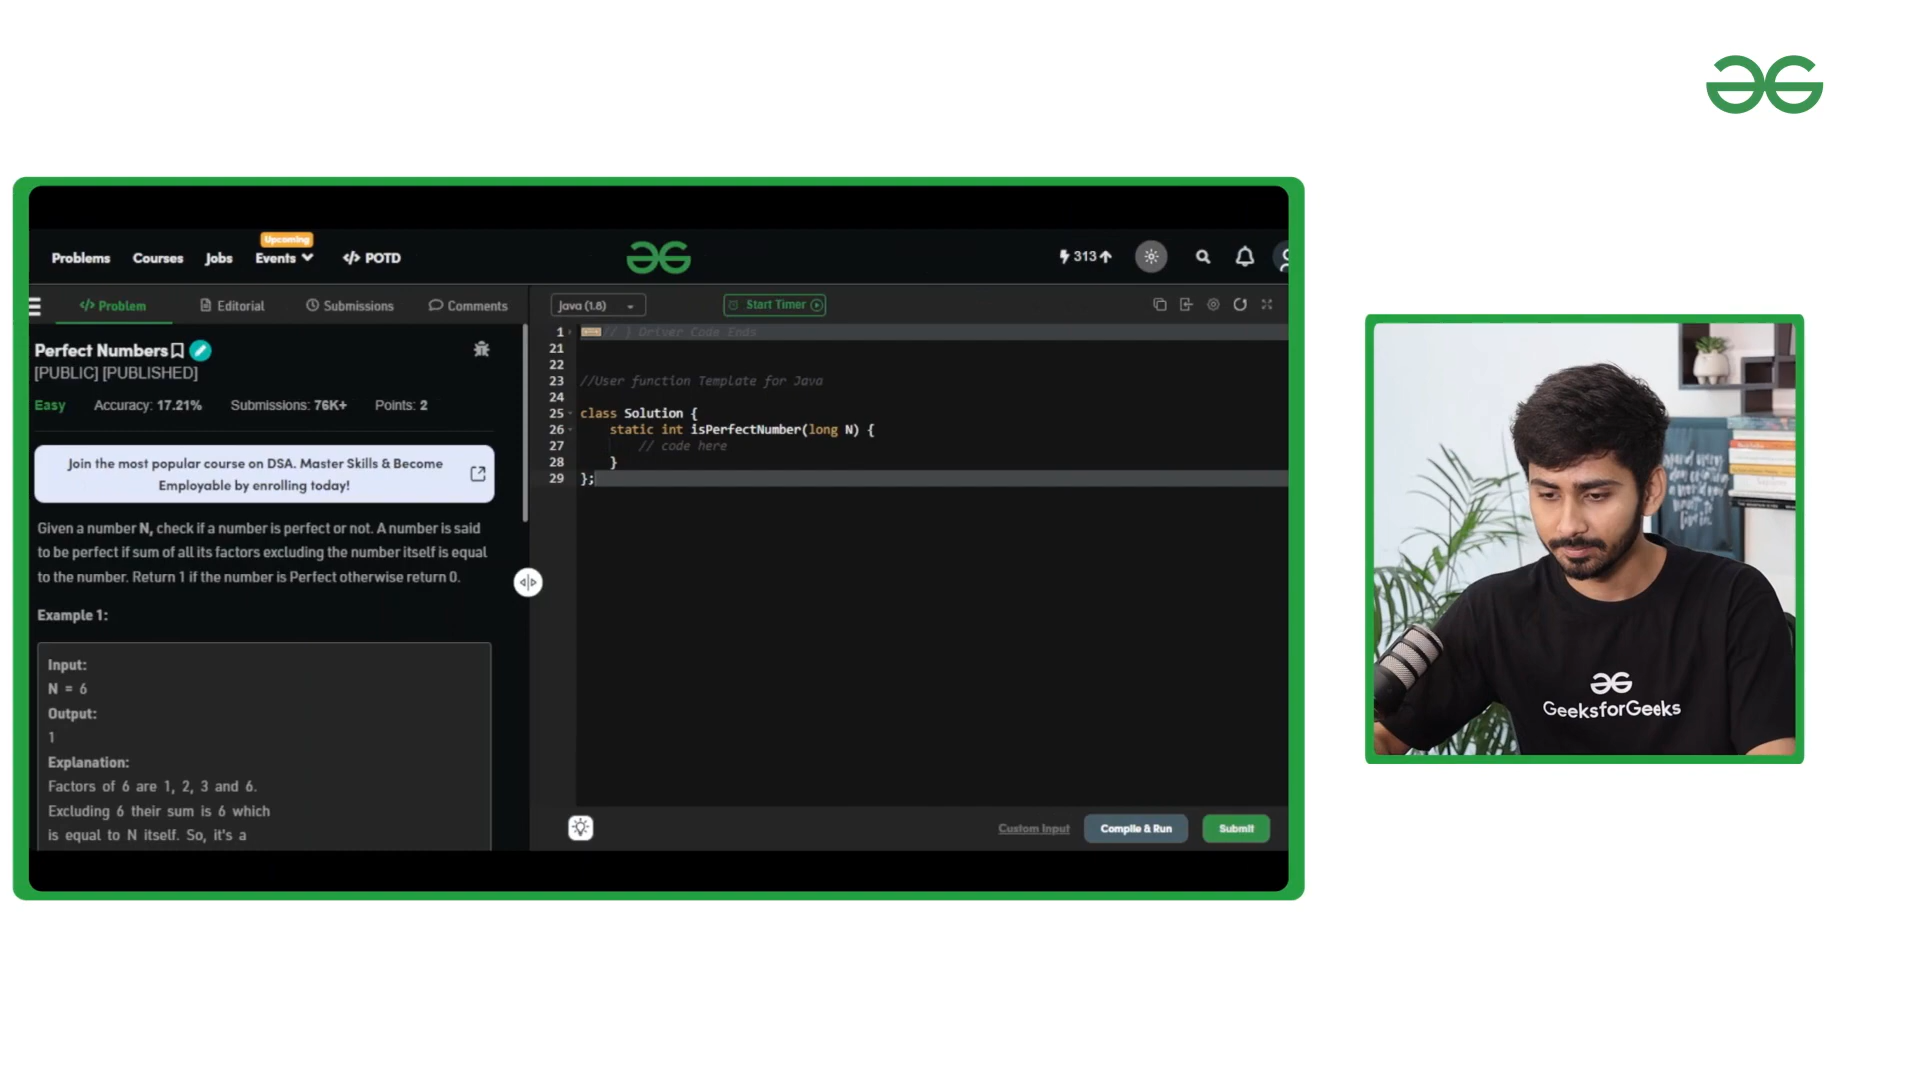 Upcoming
Problems Courses Jobs Events </> POTD
313
</> Problem Editorial Submissions Comments
Java (1.8) Start Timer
Perfect Numbers
[PUBLIC] [PUBLISHED]
Easy Accuracy: 17.21% Submissions: 76K+ Points: 2
Join the most popular course on DSA. Master Skills & Become
Employable by enrolling today!
Given a number N, check if a number is perfect or not. A number is said
to be perfect if sum of all its factors excluding the number itself is equal
to the number. Return 1 if the number is Perfect otherwise return 0.
Example 1:
Input:
N = 6
Output:
1
Explanation:
Factors of 6 are 1, 2, 3 and 6.
Excluding 6 their sum is 6 which
is equal to N itself. So, it's a
1 // } Driver Code Ends
21
22
23 //User function Template for Java
24
25 class Solution {
26 static int isPerfectNumber(long N) {
27 // code here
28 }
29 };
Custom Input Compile & Run Submit
GeeksforGeeks